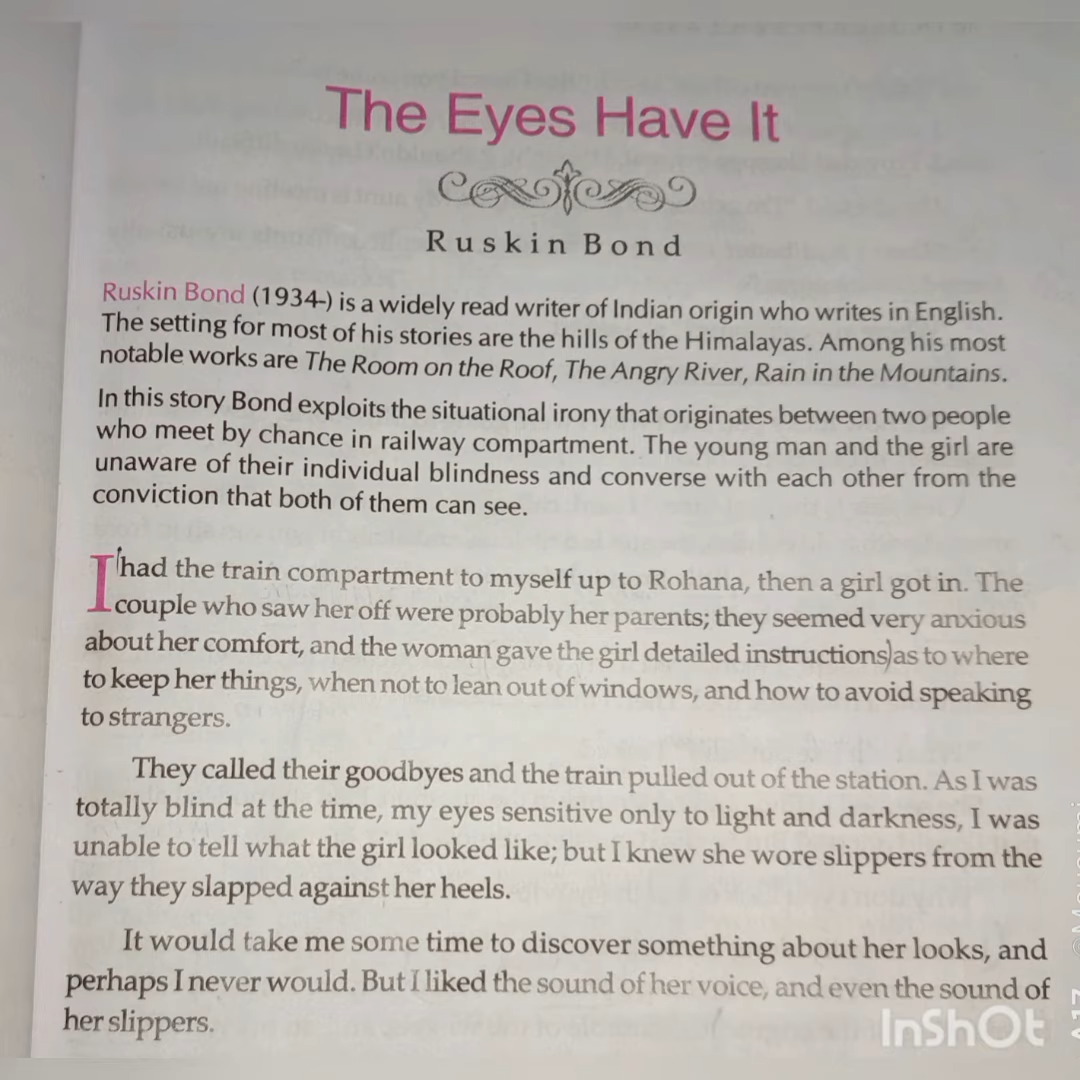 The Eyes Have It
Ruskin Bond
Ruskin Bond (1934-) is a widely read writer of Indian origin who writes in English.
The setting for most of his stories are the hills of the Himalayas. Among his most
notable works are The Room on the Roof, The Angry River, Rain in the Mountains.
In this story Bond exploits the situational irony that originates between two people
who meet by chance in railway compartment. The young man and the girl are
unaware of their individual blindness and converse with each other from the
conviction that both of them can see.
I had the train compartment to myself up to Rohana, then a girl got in. The
couple who saw her off were probably her parents; they seemed very anxious
about her comfort, and the woman gave the girl detailed instructions as to where
to keep her things, when not to lean out of windows, and how to avoid speaking
to strangers.
They called their goodbyes and the train pulled out of the station. As I was
totally blind at the time, my eyes sensitive only to light and darkness, I was
unable to tell what the girl looked like; but I knew she wore slippers from the
way they slapped against her heels.
It would take me some time to discover something about her looks, and
perhaps I never would. But I liked the sound of her voice, and even the sound of
her slippers.
InShOt